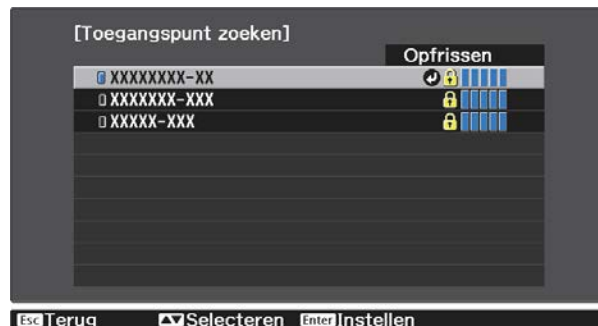 [Toegangspunt zoeken]
Opfrissen
XXXXXXXX-XX
XXXXXXX-XXX
XXXXX-XXX
Esc Terug Selecteren Enter Instellen